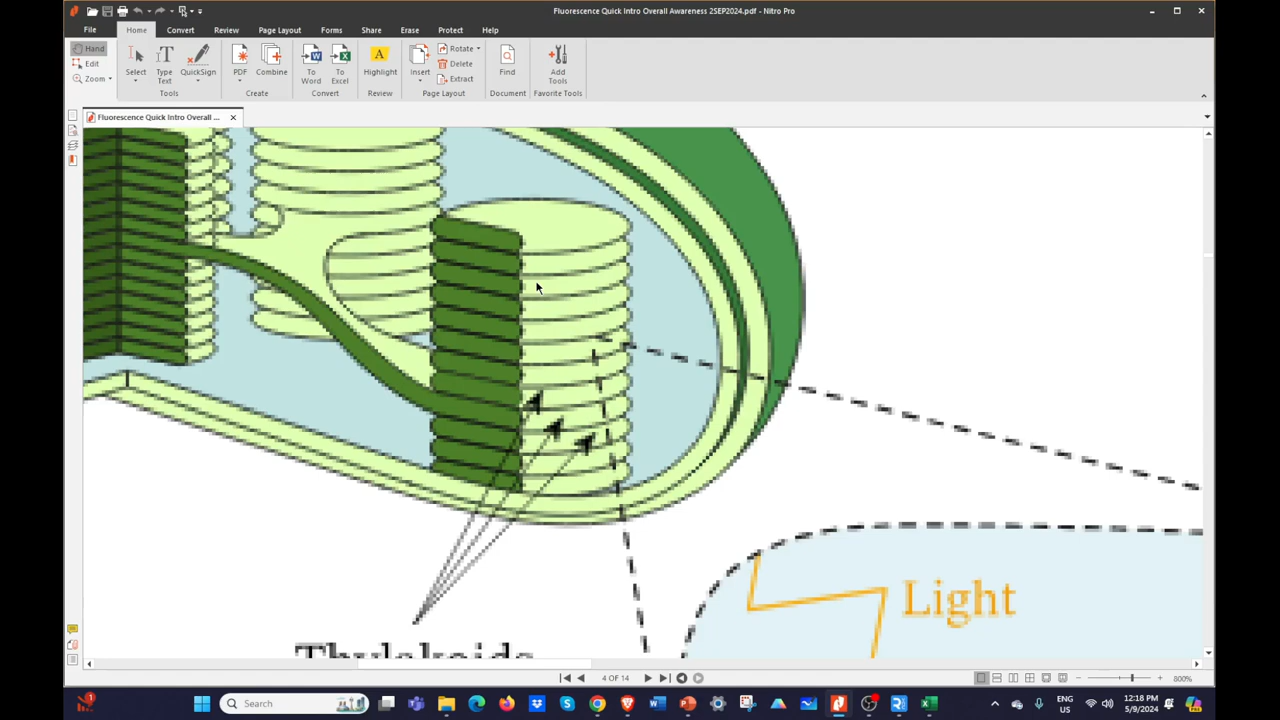 Fluorescence Quick Intro Overall Awareness 2SEP2024.pdf - Nitro Pro
File Home Convert Review Page Layout Forms Share Erase Protect Help
Hand
Edit
Zoom
Select
Type Text
QuickSign
Tools
PDF
Combine
Create
To Word
To Excel
Convert
A
Highlight
Review
Insert
Rotate
Delete
Extract
Page Layout
Find
Document
Add Tools
Favorite Tools
Fluorescence Quick Intro Overall ...
Light
Thylakoids
4 OF 14
800%
1
Search
ENG
US
12:18 PM
5/9/2024